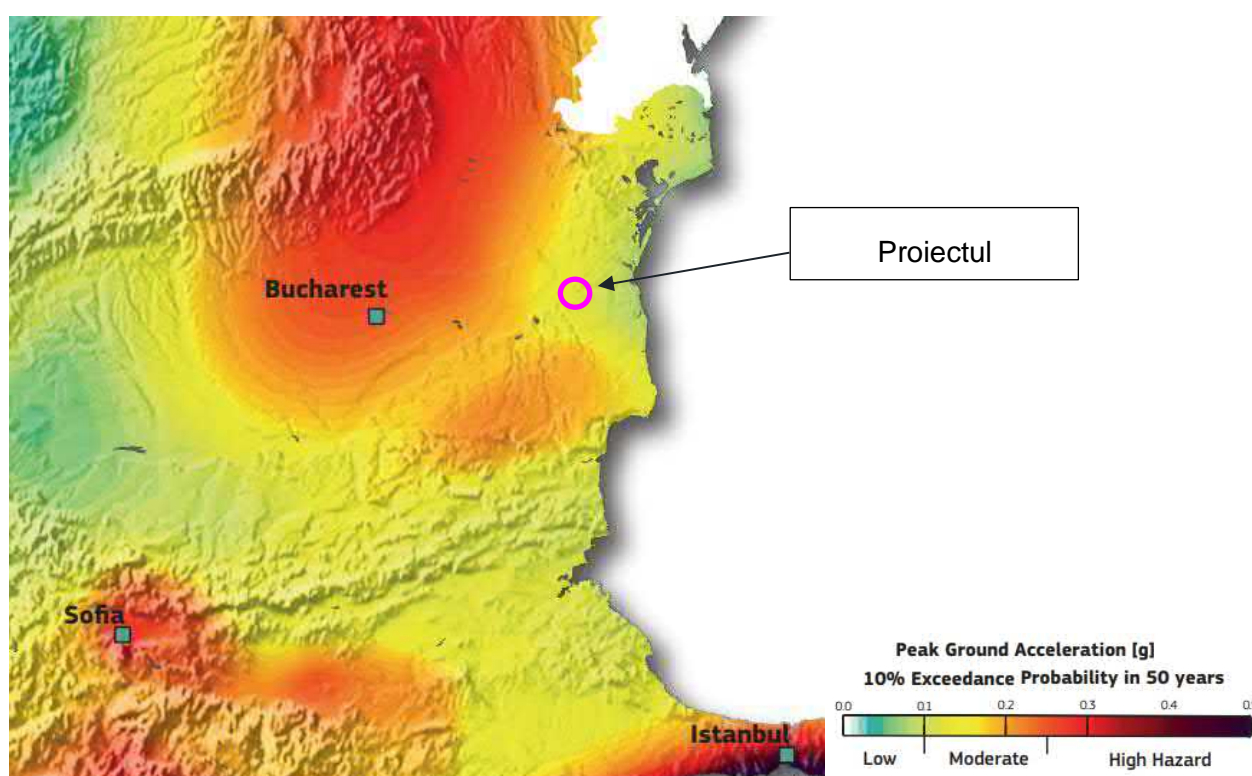 Bucharest
Proiectul
Sofia
Istanbul
Peak Ground Acceleration [g]
10% Exceedance Probability in 50 years
0.0 0.1 0.2 0.3 0.4
Low Moderate High Hazard